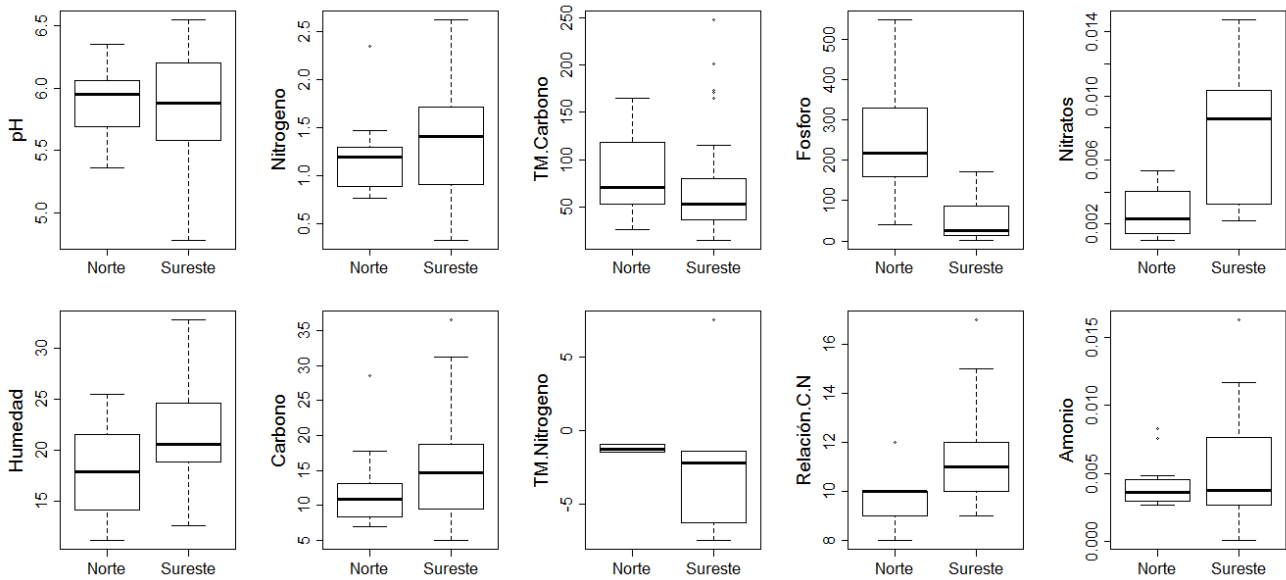 pH
5.0 5.5 6.0 6.5
Norte Sureste
Nitrogeno
0.5 1.0 1.5 2.0 2.5
Norte Sureste
TM.Carbono
50 100 150 200 250
Norte Sureste
Fosforo
0 100 200 300 400 500
Norte Sureste
Nitratos
0.002 0.006 0.010 0.014
Norte Sureste
Humedad
15 20 25 30
Norte Sureste
Carbono
5 10 15 20 25 30 35
Norte Sureste
TM.Nitrogeno
-5 0 5
Norte Sureste
Relación.C.N
8 10 12 14 16
Norte Sureste
Amonio
0.000 0.005 0.010 0.015
Norte Sureste